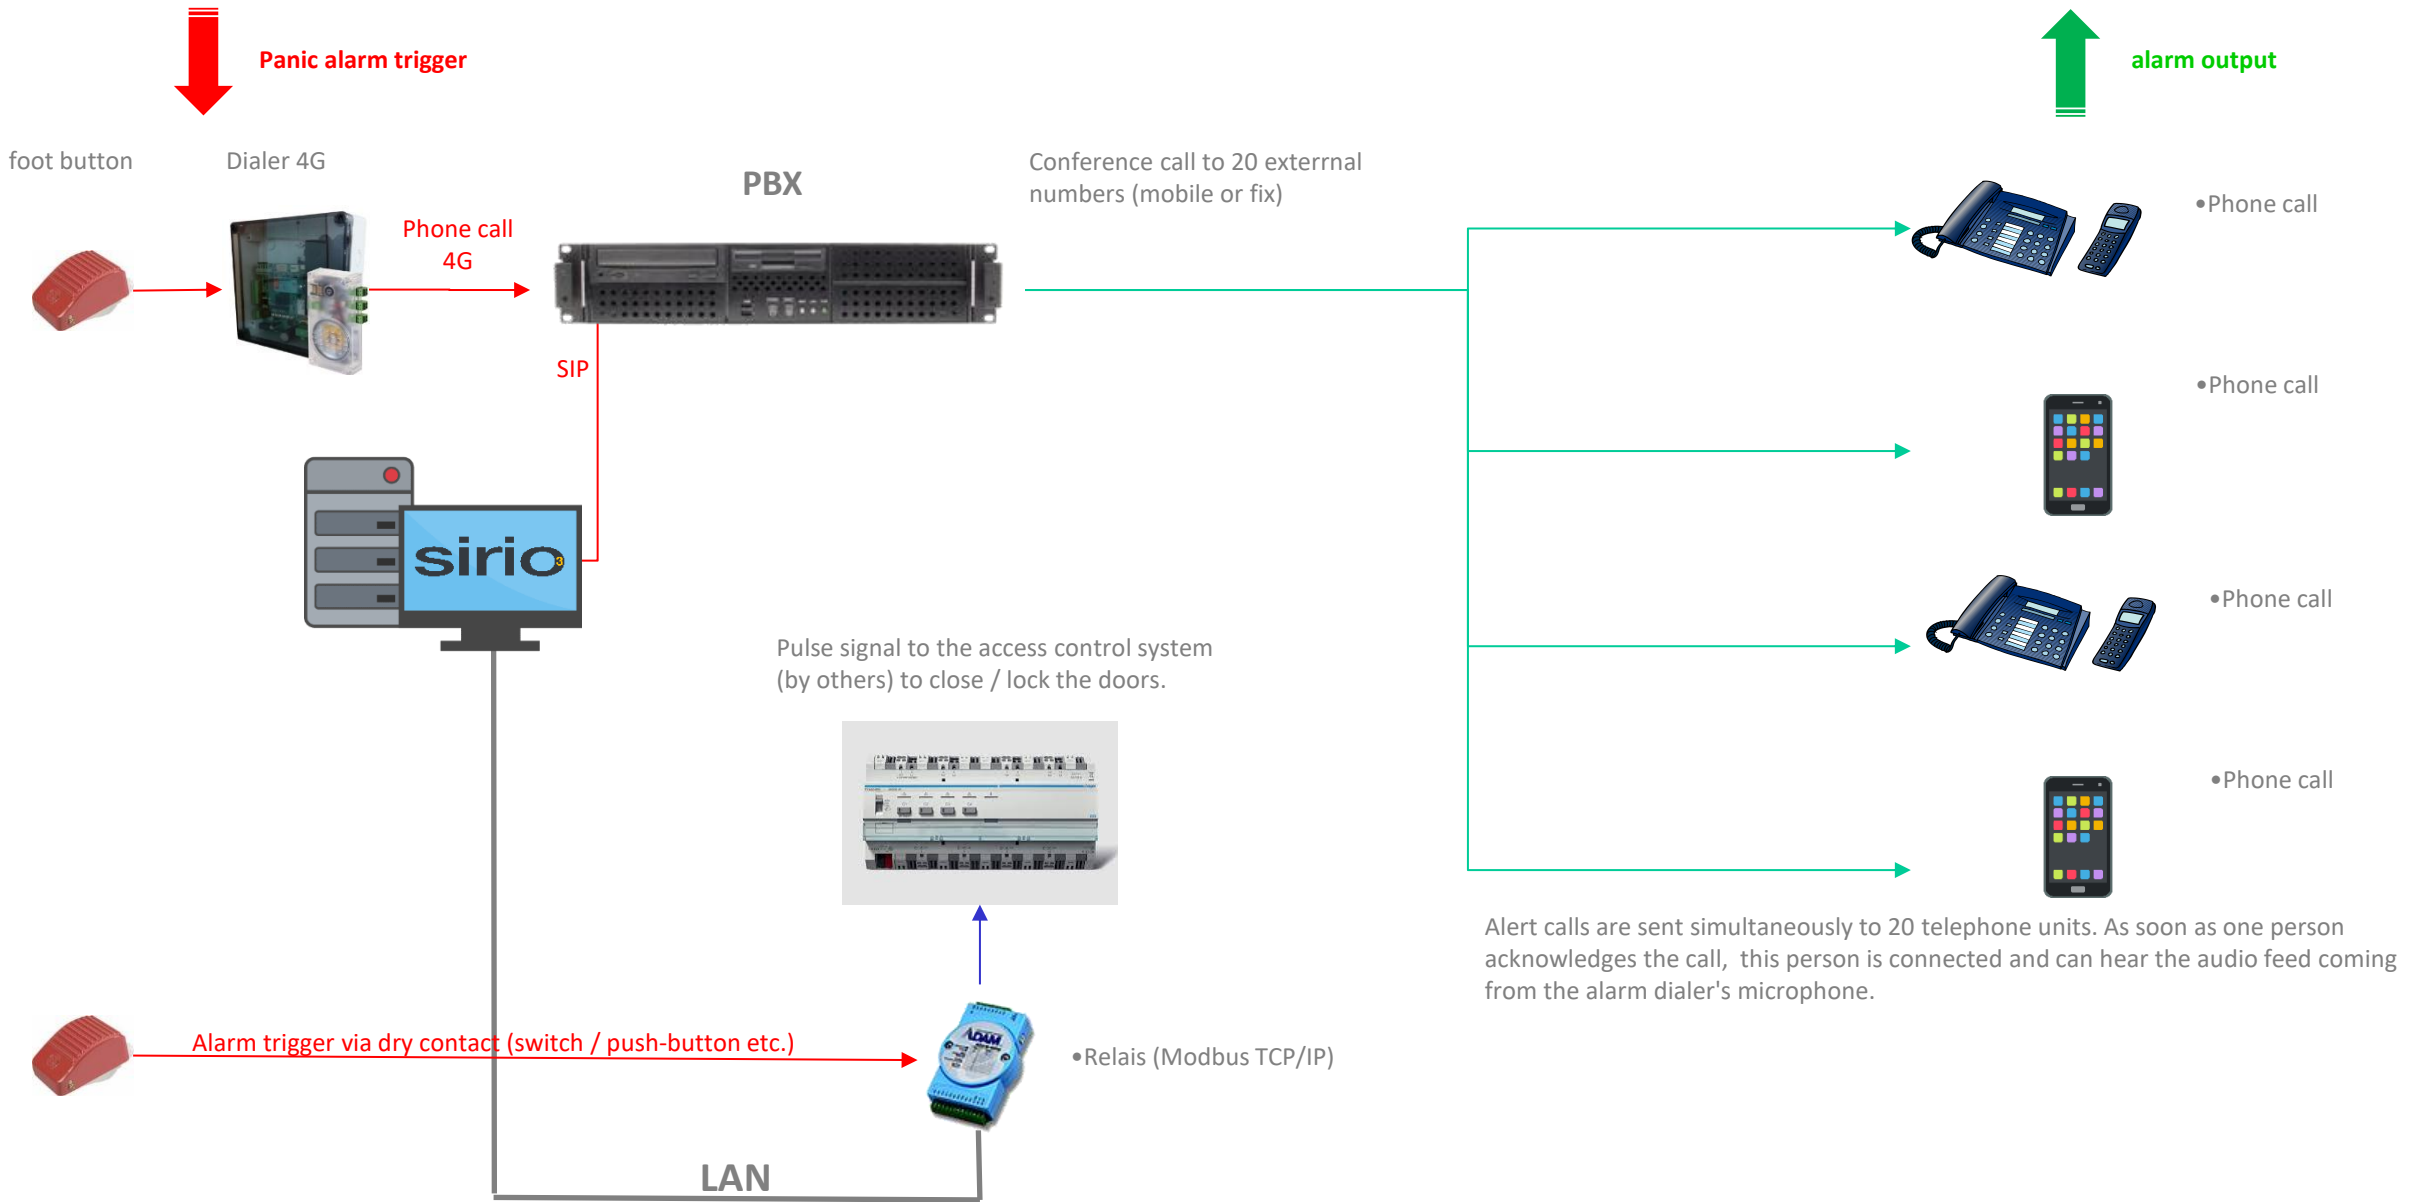 Panic alarm trigger
alarm output
foot button
Dialer 4G
PBX
Conference call to 20 exterrnal
numbers (mobile or fix)
•Phone call
Phone call
4G
SIP
•Phone call
sirio3
•Phone call
Pulse signal to the access control system
(by others) to close / lock the doors.
•Phone call
Alert calls are sent simultaneously to 20 telephone units. As soon as one person
acknowledges the call,  this person is connected and can hear the audio feed coming
from the alarm dialer's microphone.
Alarm trigger via dry contact (switch / push-button etc.)
ADAM
•Relais (Modbus TCP/IP)
LAN